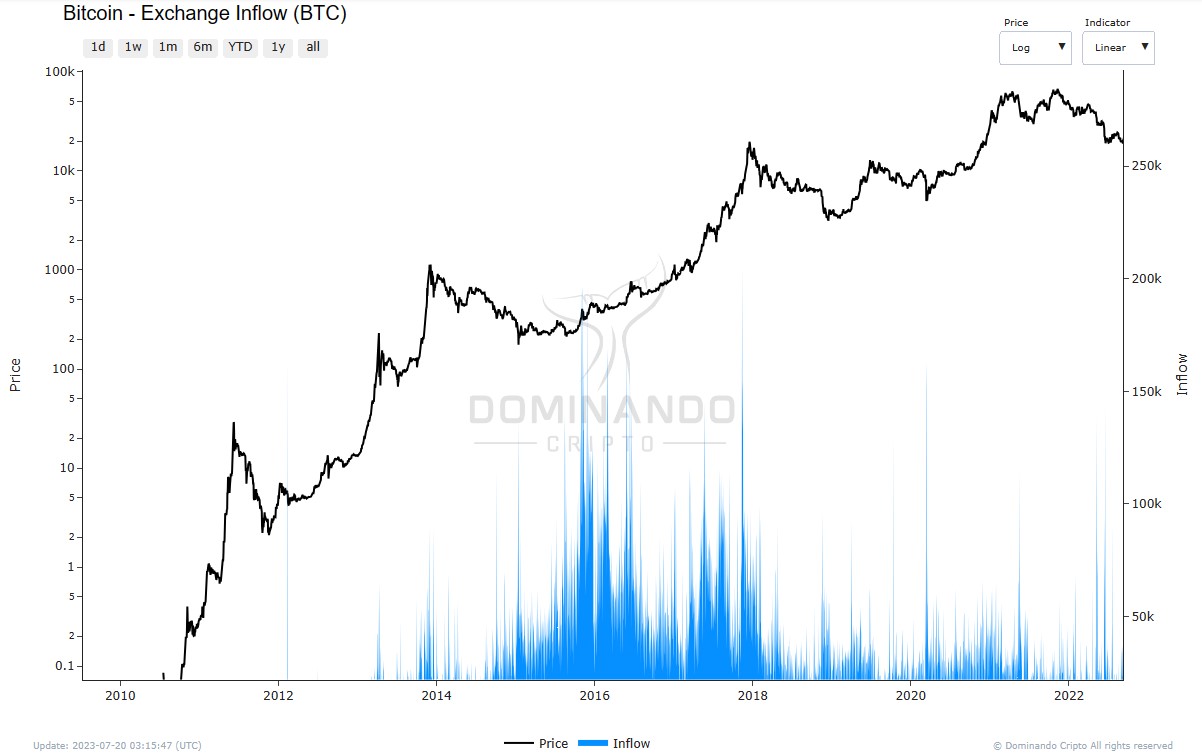 Bitcoin - Exchange Inflow (BTC)
Price Indicator
1d 1w 1m 6m YTD 1y all Log ▼ Linear ▼
100k
5
2
10k
5
2
1000
5
2
100
5
2
10
5
2
1
5
2
0.1
Price
250k
200k
150k
100k
50k
Inflow
DOMINANDO
CRIPTO
2010 2012 2014 2016 2018 2020 2022
Price Inflow
Update: 2023-07-20 03:15:47 (UTC)
© Dominando Cripto All rights reserved